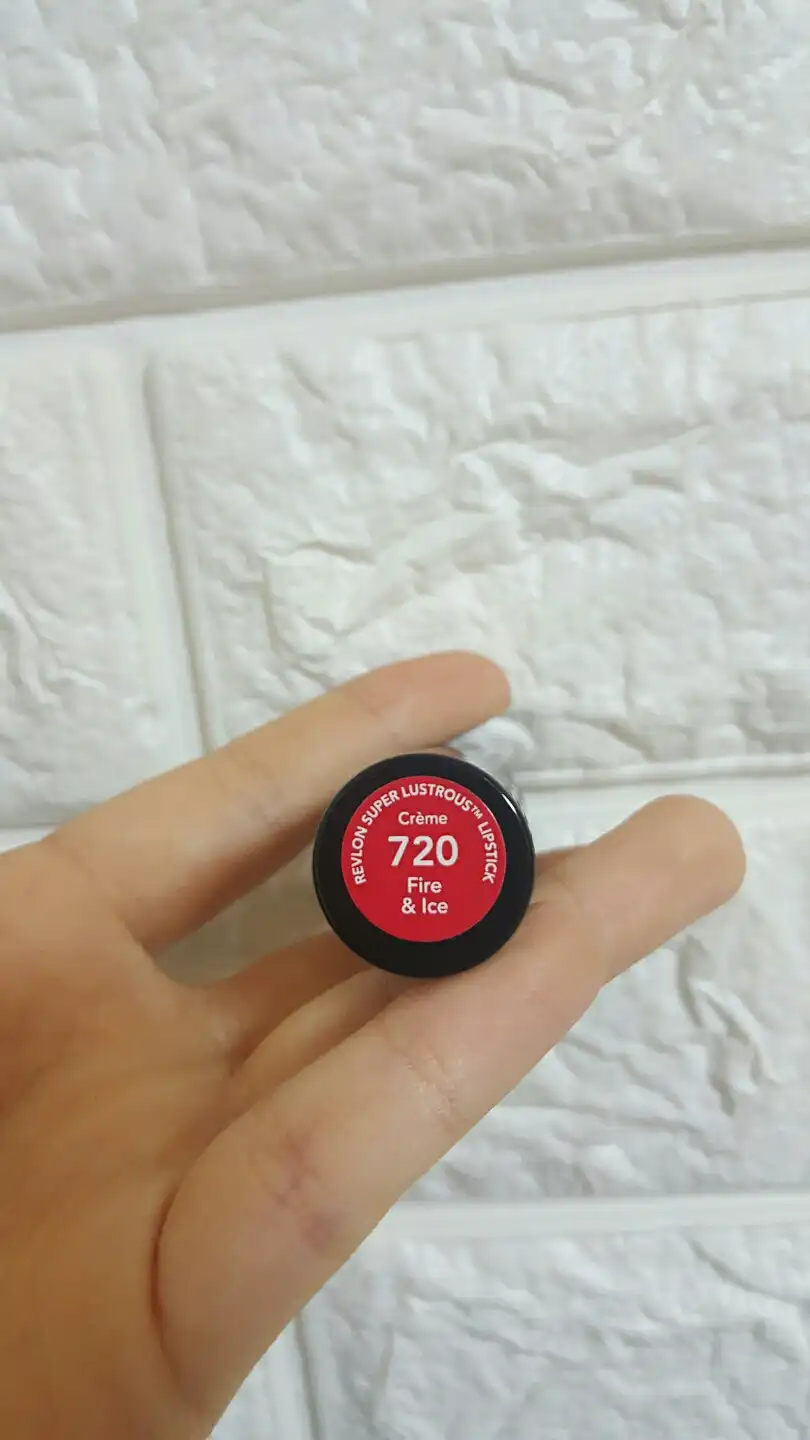 REVLON SUPER LUSTROUS™ LIPSTICK
Crème
720
Fire
& Ice